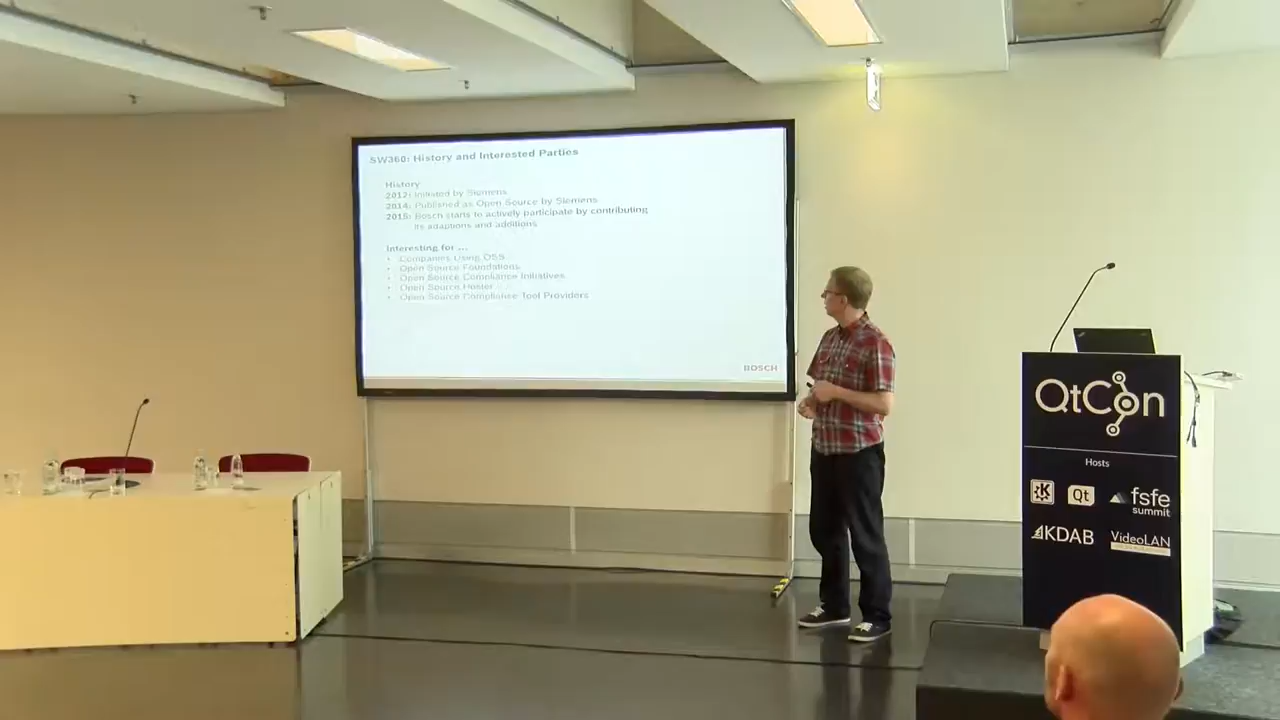 SW360: History and Interested Parties
History
2012: Initiated by Siemens
2014: Published as Open Source by Siemens
2015: Bosch starts to actively participate by contributing
its adaptions and additions
Interesting for ...
• Companies Using OSS
• Open Source Foundations
• Open Source Compliance Initiatives
• Open Source Hoster
• Open Source Compliance Tool Providers
BOSCH
QtCon
Hosts
K
Qt
fsfe
summit
KDAB
VideoLAN